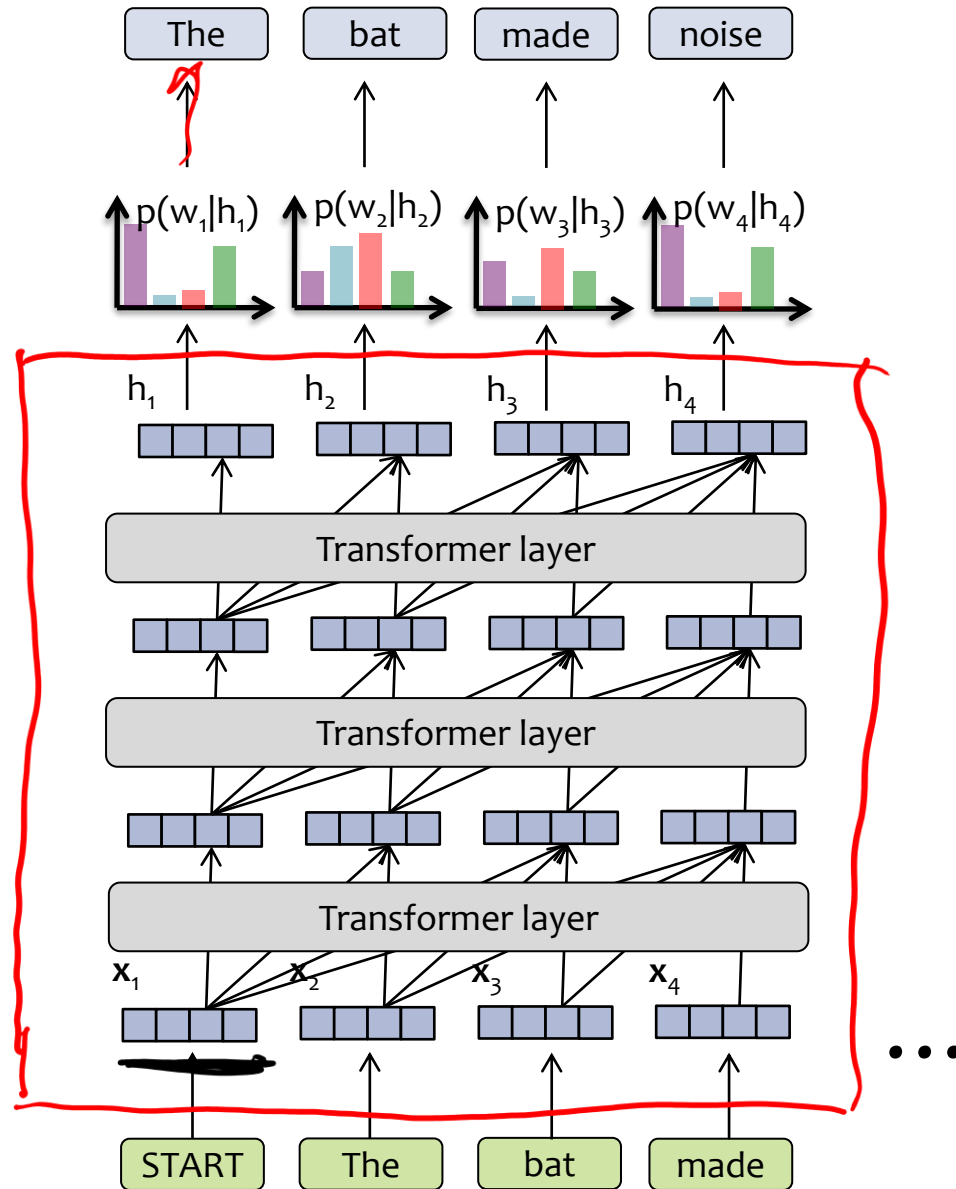 The bat made noise
p(w₁|h₁) p(w₂|h₂) p(w₃|h₃) p(w₄|h₄)
h₁ h₂ h₃ h₄
Transformer layer
Transformer layer
Transformer layer
x₁ x₂ x₃ x₄
...
START The bat made